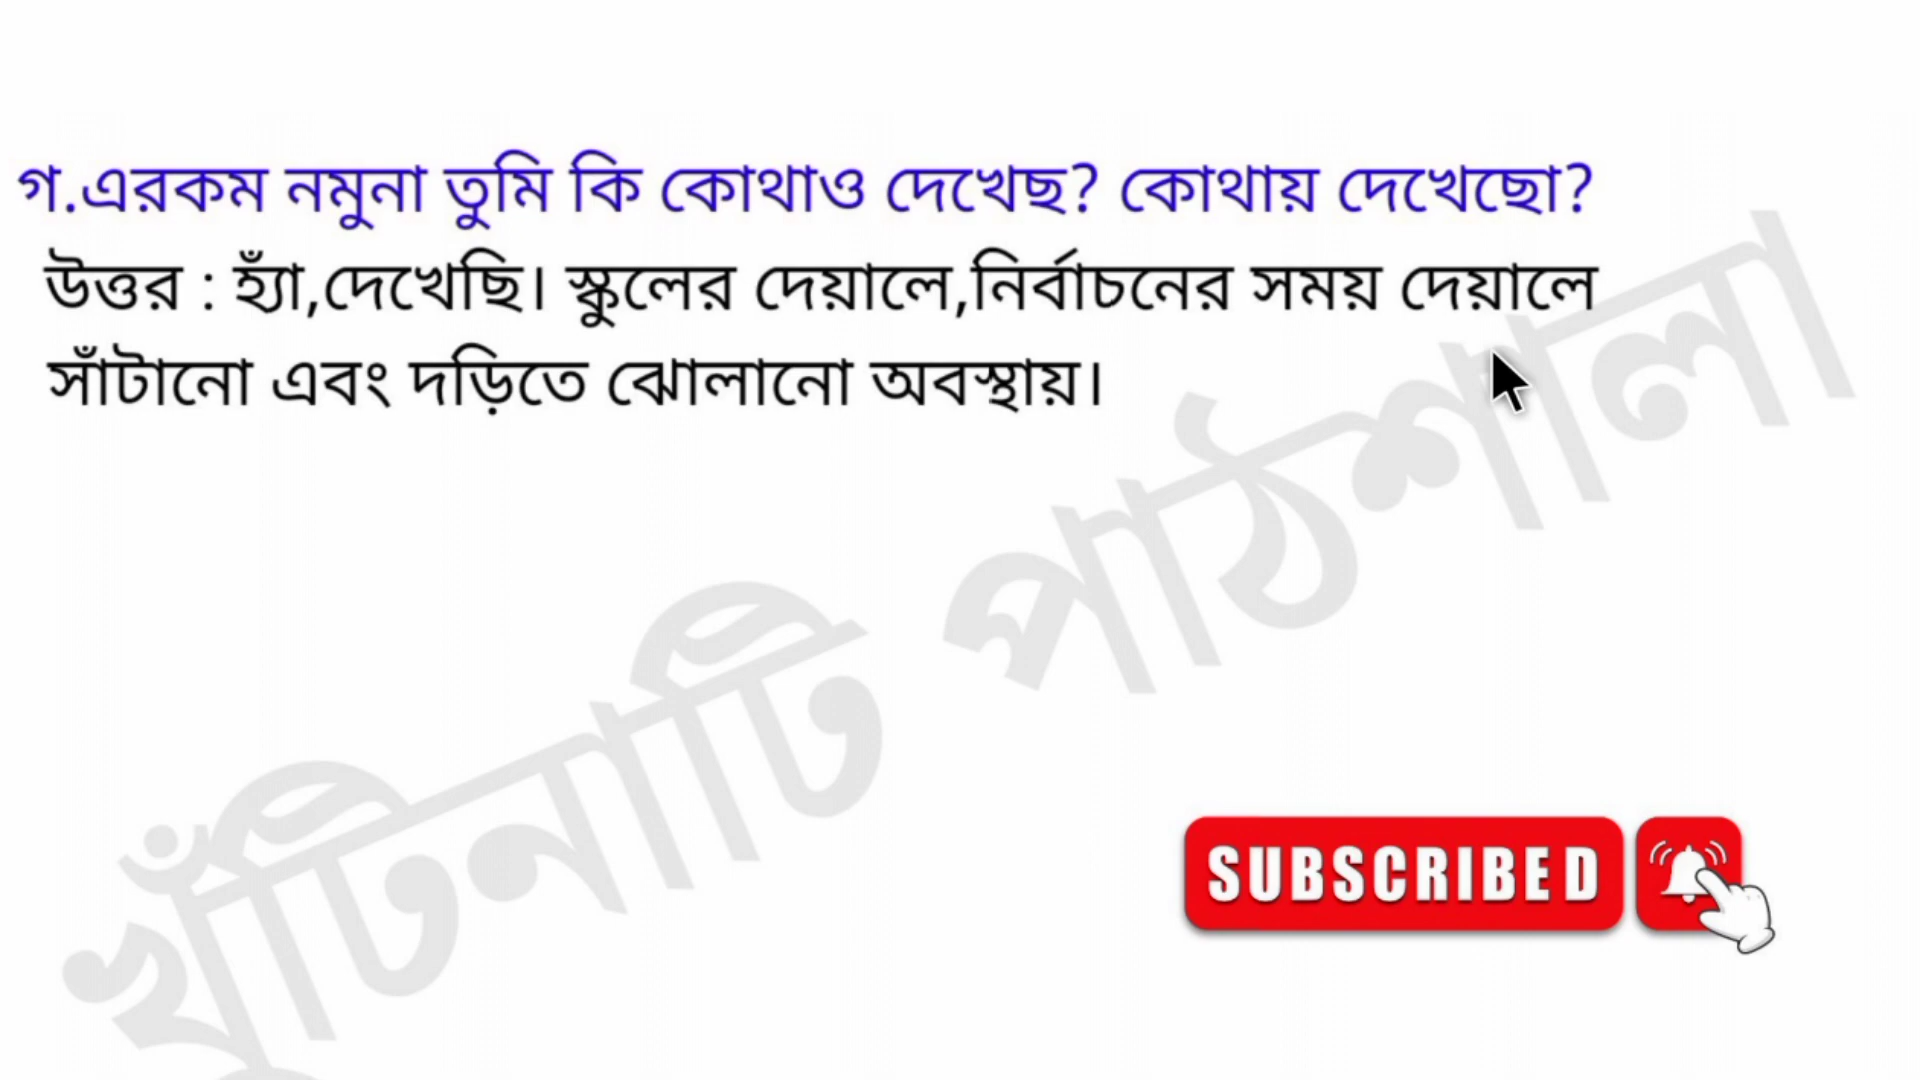 গ.এরকম নমুনা তুমি কি কোথাও দেখেছ? কোথায় দেখেছো?
উত্তর : হ্যাঁ,দেখেছি। স্কুলের দেয়ালে,নির্বাচনের সময় দেয়ালে
সাঁটানো এবং দড়িতে ঝোলানো অবস্থায়।
খুঁটিনাটি পাঠশালা
SUBSCRIBED